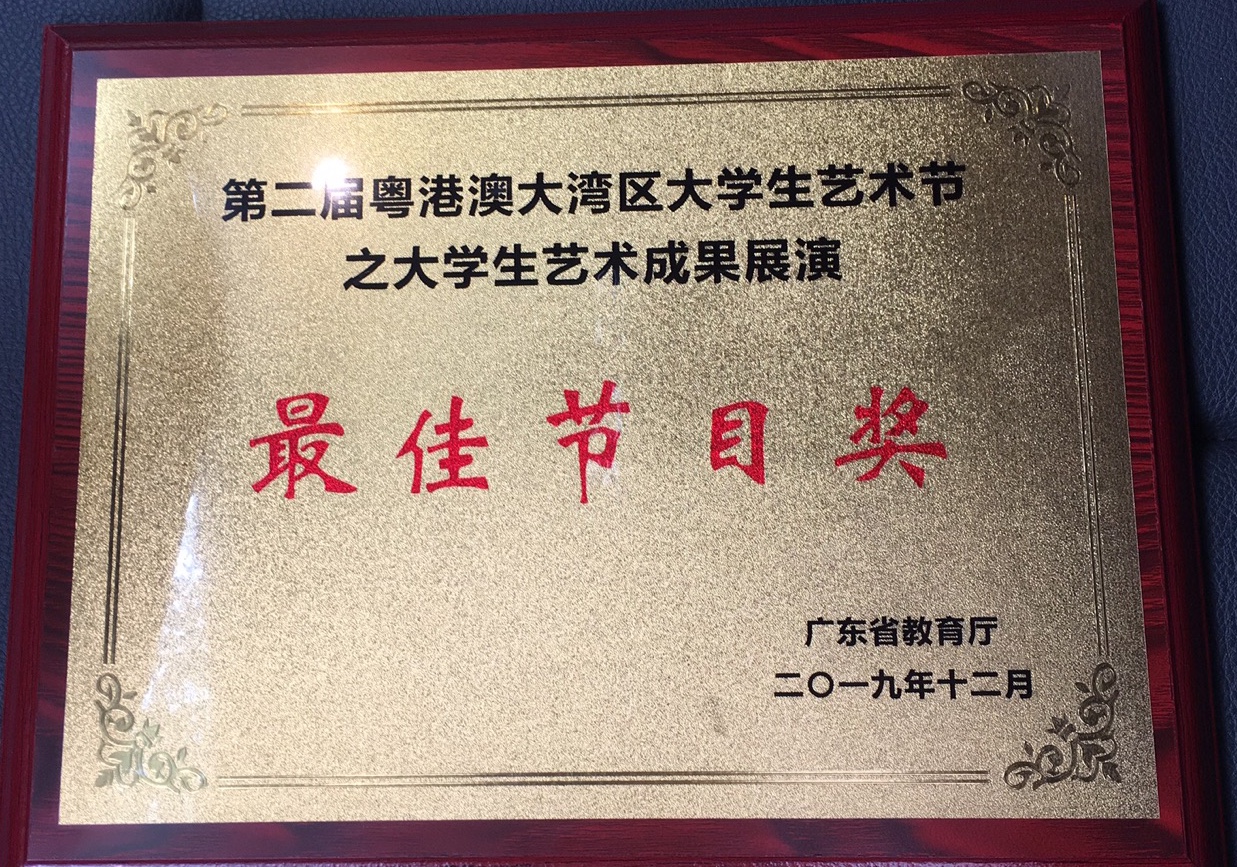 第二届粤港澳大湾区大学生艺术节
之大学生艺术成果展演
最佳节目奖
广东省教育厅
二〇一九年十二月